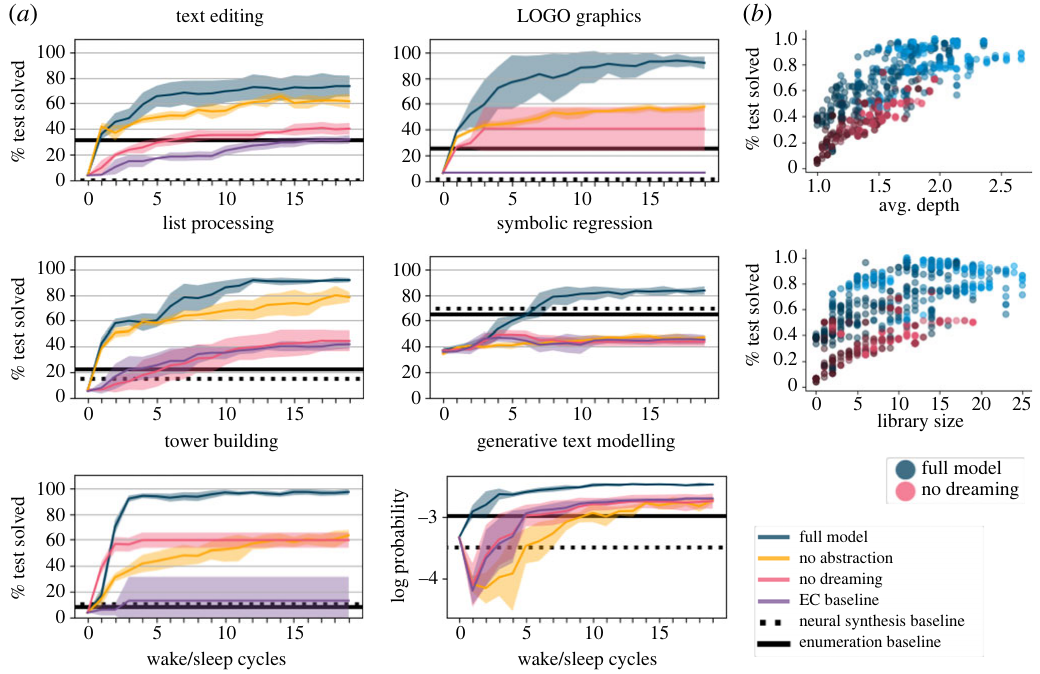 (a)
text editing
LOGO graphics
(b)
% test solved
100
80
60
40
20
0
0 5 10 15
100
80
60
40
20
0
0 5 10 15
% test solved
1.0
0.8
0.6
0.4
0.2
0
1.0 1.5 2.0 2.5
avg. depth
list processing
symbolic regression
% test solved
100
80
60
40
20
0
0 5 10 15
100
80
60
40
20
0
0 5 10 15
% test solved
1.0
0.8
0.6
0.4
0.2
0
0 5 10 15 20 25
library size
tower building
generative text modelling
% test solved
100
80
60
40
20
0
0 5 10 15
wake/sleep cycles
log probability
−3
−4
0 5 10 15
wake/sleep cycles
full model
no dreaming
full model
no abstraction
no dreaming
EC baseline
neural synthesis baseline
enumeration baseline